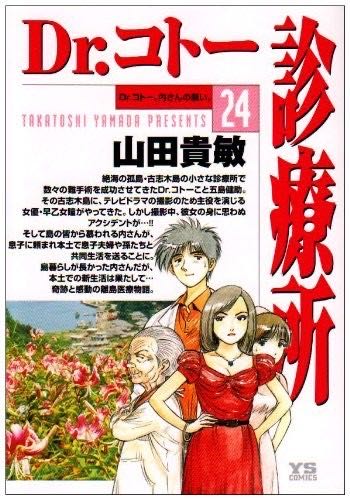 Dr.コトー
診療所
Dr.コトー、内さんの願い。
24
TAKATOSHI YAMADA PRESENTS
山田貴敏
絶海の孤島・古志木島の小さな診療所で
数々の難手術を成功させてきたDr.コトーこと五島健助。
その古志木島に、テレビドラマの撮影のため主役を演じる
女優・早乙女瞳がやってきた。しかし撮影中、彼女の身に思わぬ
アクシデントが…!!
そして島の皆から慕われる内さんが、
息子に頼まれ本土で息子夫婦や孫たちと
共同生活を送ることに。
島暮らしが長かった内さんだが、
本土での新生活は果たして…
奇跡と感動の離島医療物語。
YS
COMICS